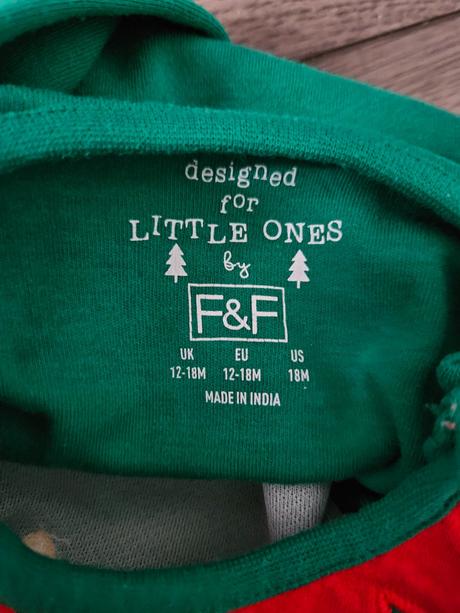 designed
for
LITTLE ONES
by
F&F
UK EU US
12-18M 12-18M 18M
MADE IN INDIA